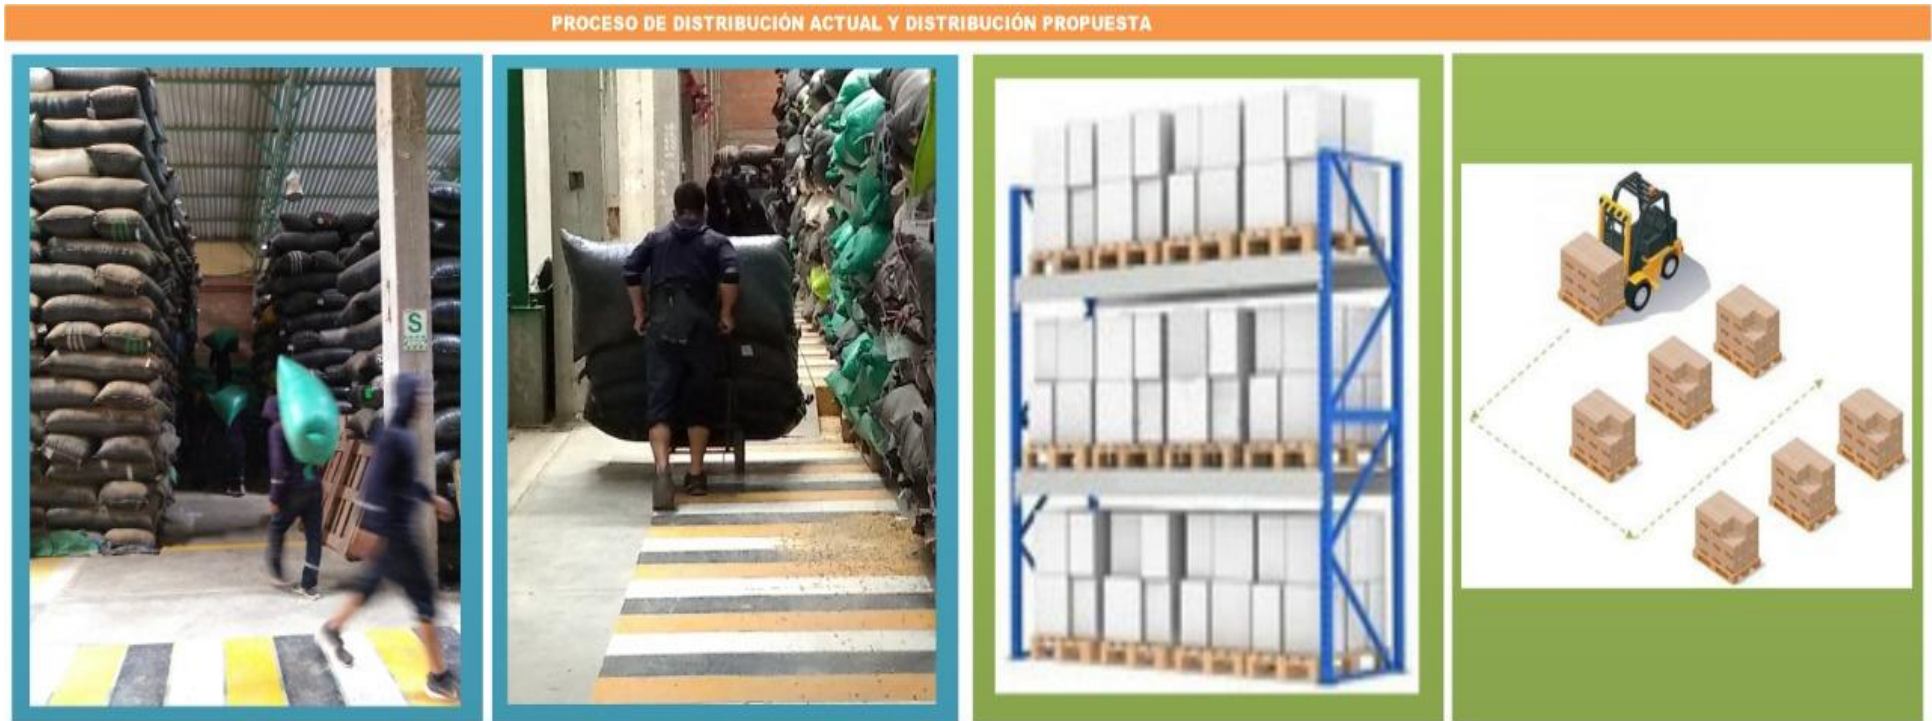 PROCESO DE DISTRIBUCIÓN ACTUAL Y DISTRIBUCIÓN PROPUESTA
S